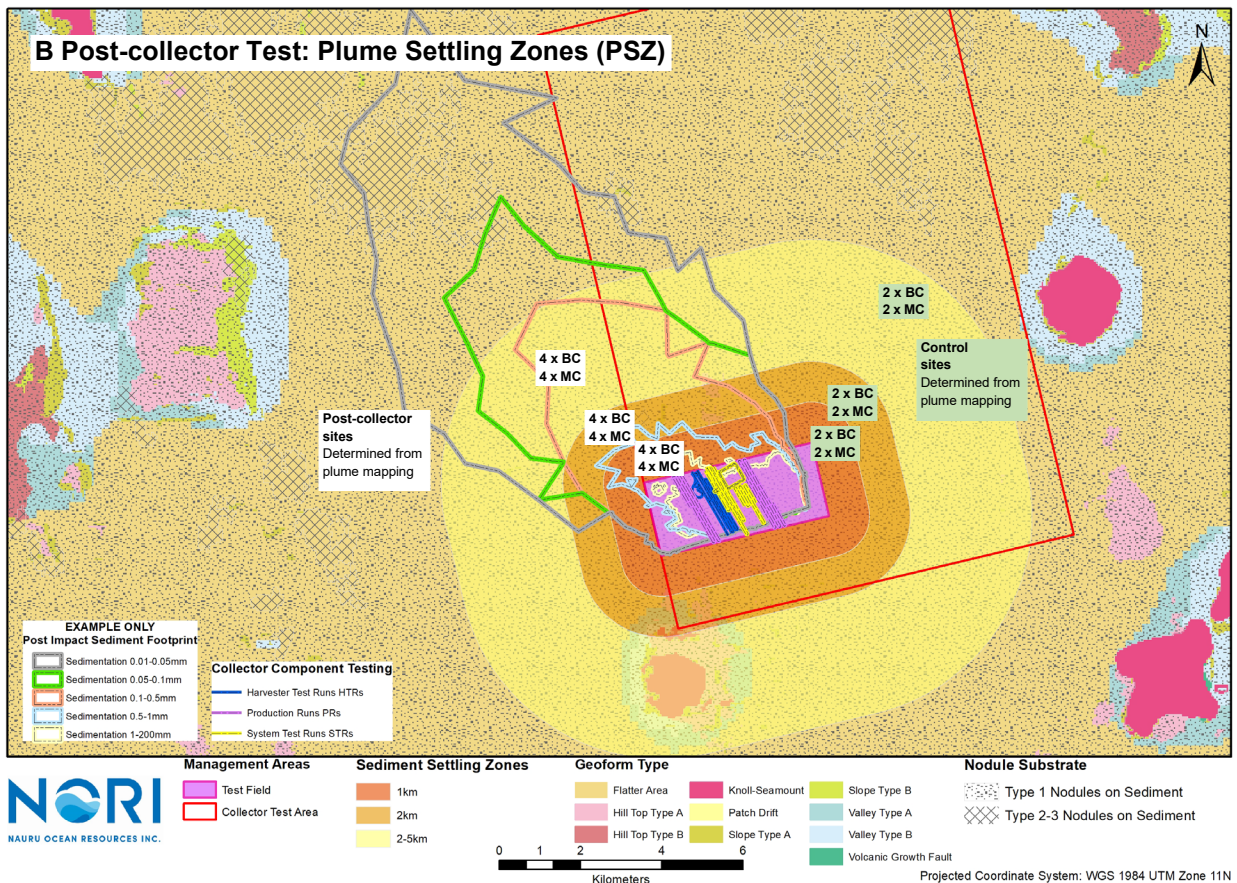 B Post-collector Test: Plume Settling Zones (PSZ)
N
2 x BC
2 x MC
Control
sites
Determined from
plume mapping
4 x BC
4 x MC
2 x BC
2 x MC
Post-collector
sites
Determined from
plume mapping
4 x BC
4 x MC
2 x BC
2 x MC
4 x BC
4 x MC
EXAMPLE ONLY
Post Impact Sediment Footprint
Sedimentation 0.01-0.05mm
Sedimentation 0.05-0.1mm
Sedimentation 0.1-0.5mm
Sedimentation 0.5-1mm
Sedimentation 1-200mm
Collector Component Testing
Harvester Test Runs HTRs
Production Runs PRs
System Test Runs STRs
NORI
NAURU OCEAN RESOURCES INC.
Management Areas
Test Field
Collector Test Area
Sediment Settling Zones
1km
2km
2-5km
Geoform Type
Flatter Area
Hill Top Type A
Hill Top Type B
Knoll-Seamount
Patch Drift
Slope Type A
Slope Type B
Valley Type A
Valley Type B
Volcanic Growth Fault
Nodule Substrate
Type 1 Nodules on Sediment
Type 2-3 Nodules on Sediment
0 1 2 4 6
Kilometers
Projected Coordinate System: WGS 1984 UTM Zone 11N